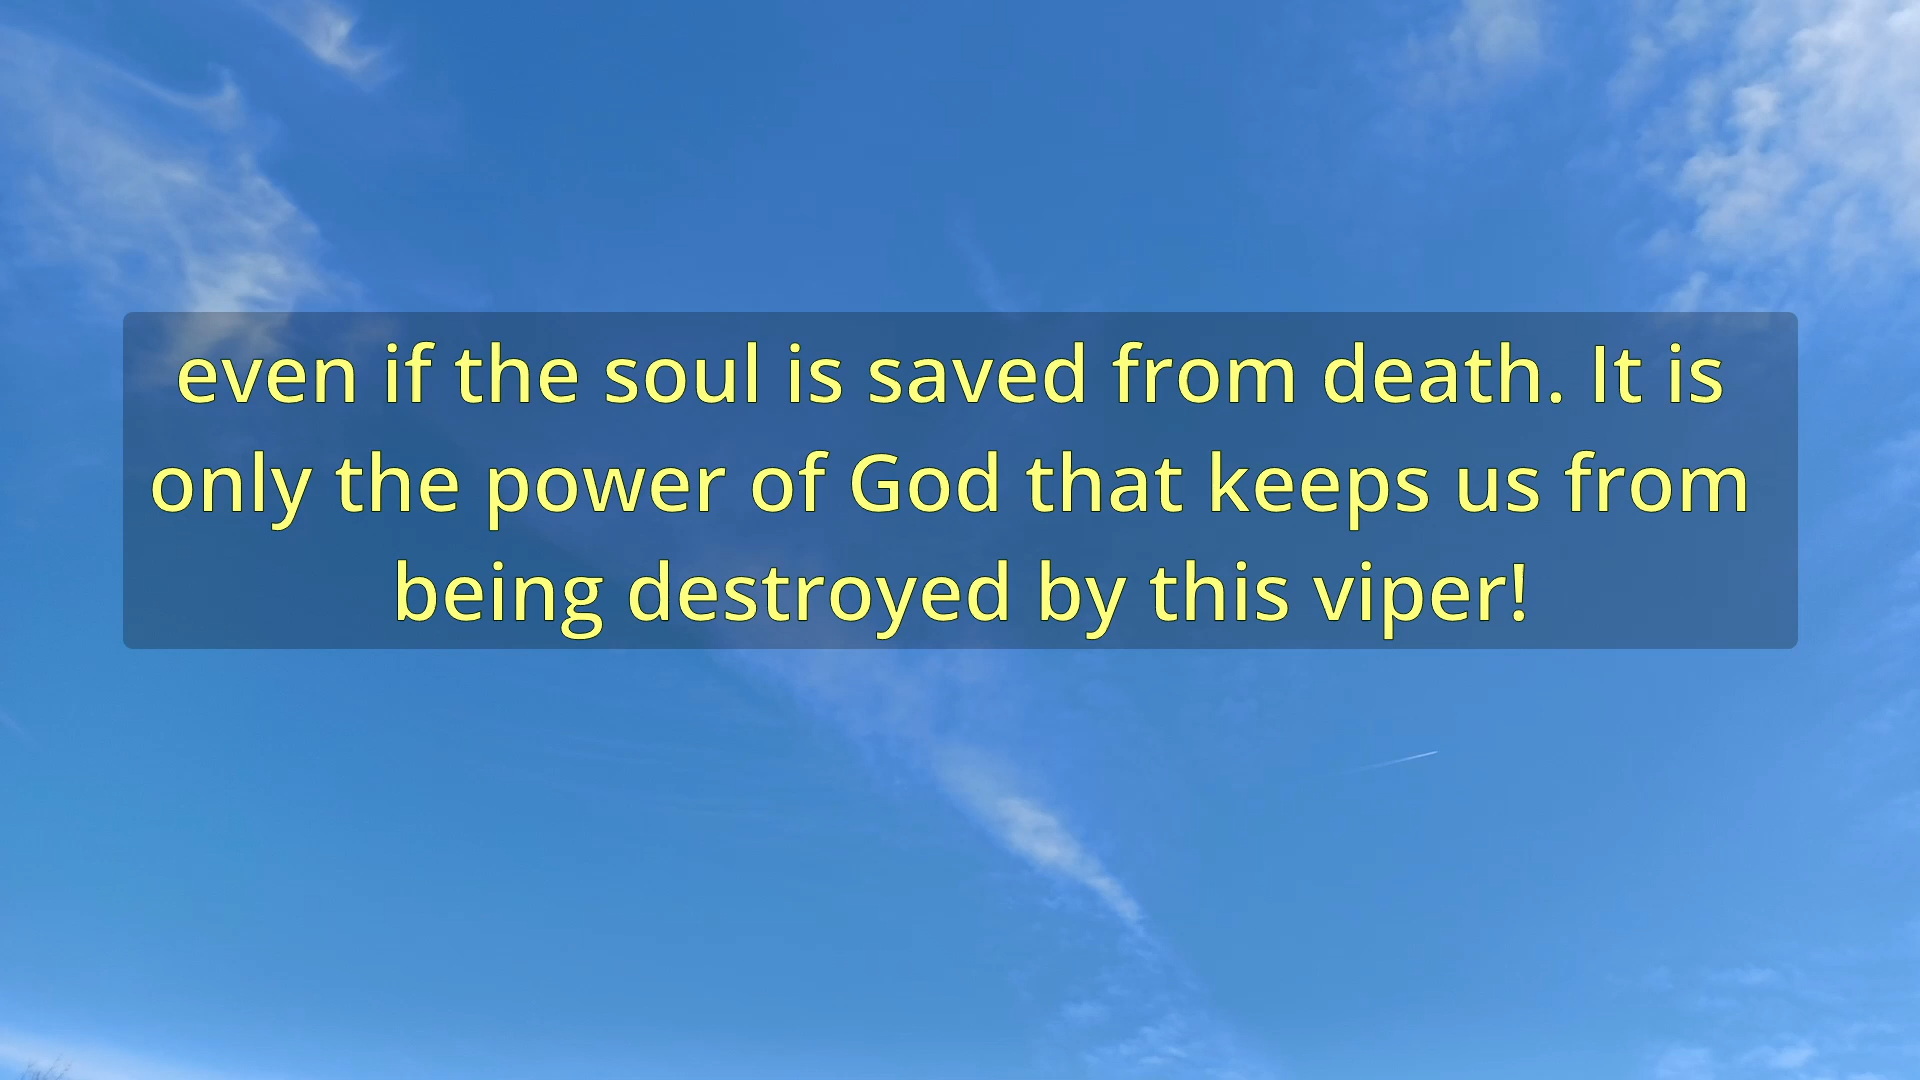 even if the soul is saved from death. It is
only the power of God that keeps us from
being destroyed by this viper!